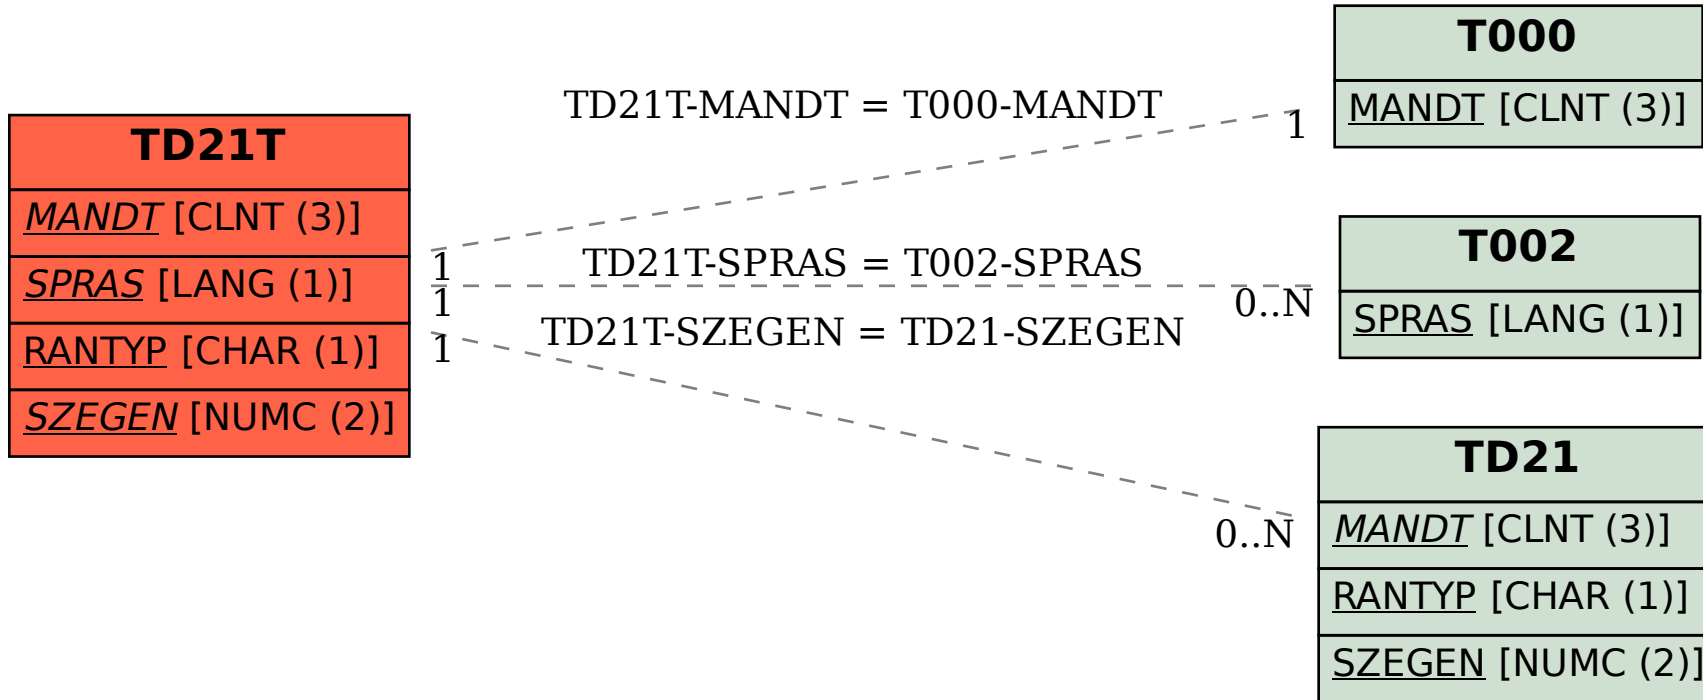 TD21T
MANDT [CLNT (3)]
SPRAS [LANG (1)]
RANTYP [CHAR (1)]
SZEGEN [NUMC (2)]
TD21T-MANDT = T000-MANDT
1
1
TD21T-SPRAS = T002-SPRAS
1
0..N
TD21T-SZEGEN = TD21-SZEGEN
1
0..N
T000
MANDT [CLNT (3)]
T002
SPRAS [LANG (1)]
TD21
MANDT [CLNT (3)]
RANTYP [CHAR (1)]
SZEGEN [NUMC (2)]